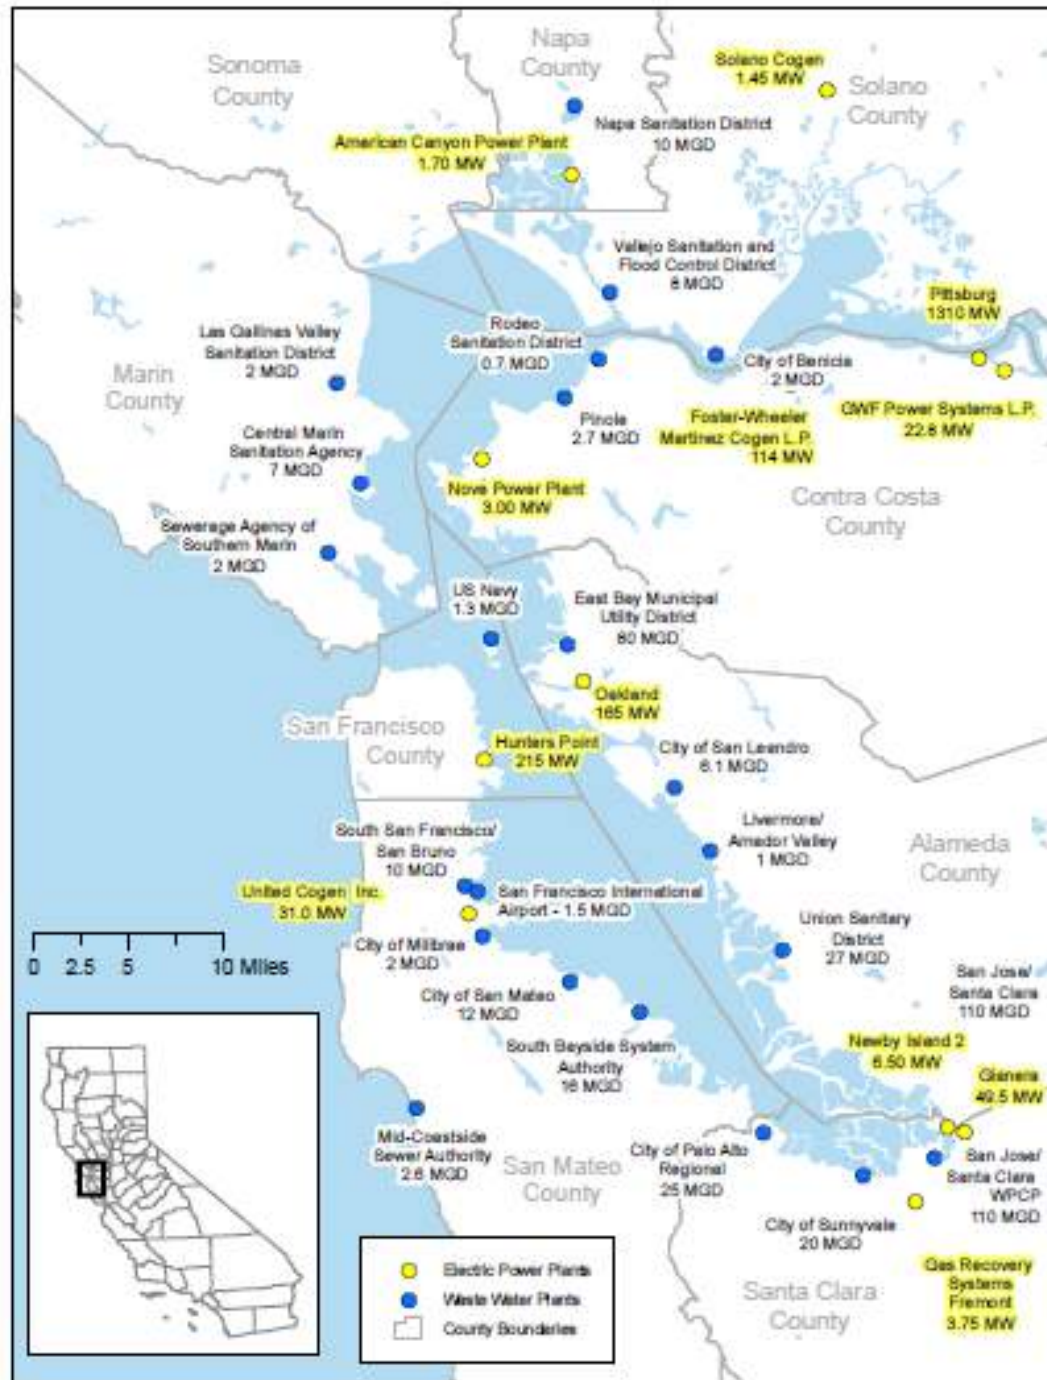 Napa
County
Sonoma
County
Solano Cogen
1.45 MW
Solano
County
Napa Sanitation District
10 MGD
American Canyon Power Plant
1.70 MW
Vallejo Sanitation and
Flood Control District
8 MGD
Pittsburg
1310 MW
Las Gallinas Valley
Sanitation District
2 MGD
Rodeo
Sanitation District
0.7 MGD
City of Benicia
2 MGD
Marin
County
Pinole
2.7 MGD
Foster-Wheeler
Martinez Cogen L.P.
114 MW
GWF Power Systems L.P.
22.8 MW
Central Marin
Sanitation Agency
7 MGD
Nove Power Plant
3.00 MW
Contra Costa
County
Sewerage Agency of
Southern Marin
2 MGD
US Navy
1.3 MGD
East Bay Municipal
Utility District
80 MGD
Oakland
165 MW
San Francisco
County
Hunters Point
215 MW
City of San Leandro
6.1 MGD
Livermore/
Amador Valley
1 MGD
Alameda
County
South San Francisco/
San Bruno
10 MGD
United Cogen Inc.
31.0 MW
San Francisco International
Airport - 1.5 MGD
City of Millbrae
2 MGD
Union Sanitary
District
27 MGD
0 2.5 5 10 Miles
City of San Mateo
12 MGD
San Jose/
Santa Clara
110 MGD
South Bayside System
Authority
16 MGD
Newby Island 2
6.50 MW
Gianera
49.5 MW
Mid-Coastside
Sewer Authority
2.6 MGD
San Mateo
County
City of Palo Alto
Regional
25 MGD
San Jose/
Santa Clara
WPCP
110 MGD
City of Sunnyvale
20 MGD
Gas Recovery
Systems
Fremont
3.75 MW
Santa Clara
County
Electric Power Plants
Waste Water Plants
County Bounderies